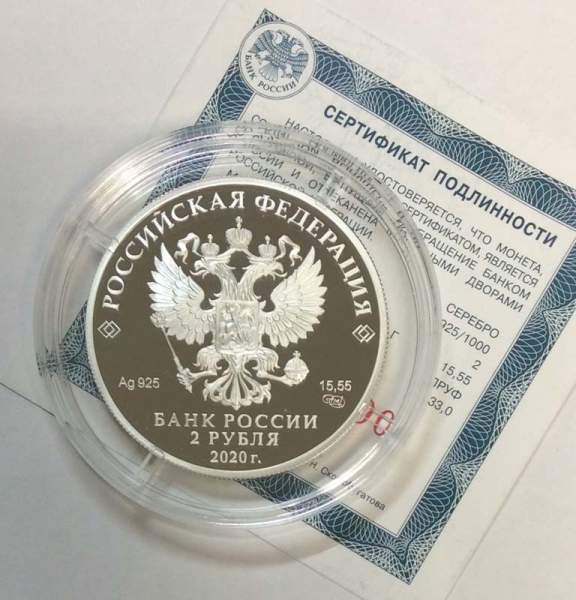 РОССИЙСКАЯ ФЕДЕРАЦИЯ
Ag 925
15,55
БАНК РОССИИ
2 РУБЛЯ
2020 г.
БАНК РОССИИ
СЕРТИФИКАТ ПОДЛИННОСТИ
УДОСТОВЕРЯЕТСЯ, ЧТО МОНЕТА,
СЕРТИФИКАТОМ, ЯВЛЯЕТСЯ
ОБРАЩЕНИЕ БАНКОМ
РОССИИ И ОТЧЕКАНЕНА ДВОРАМИ
РОССИЙСКОЙ
СЕРЕБРО
925/1000
2
15,55
ПРУФ
33,0